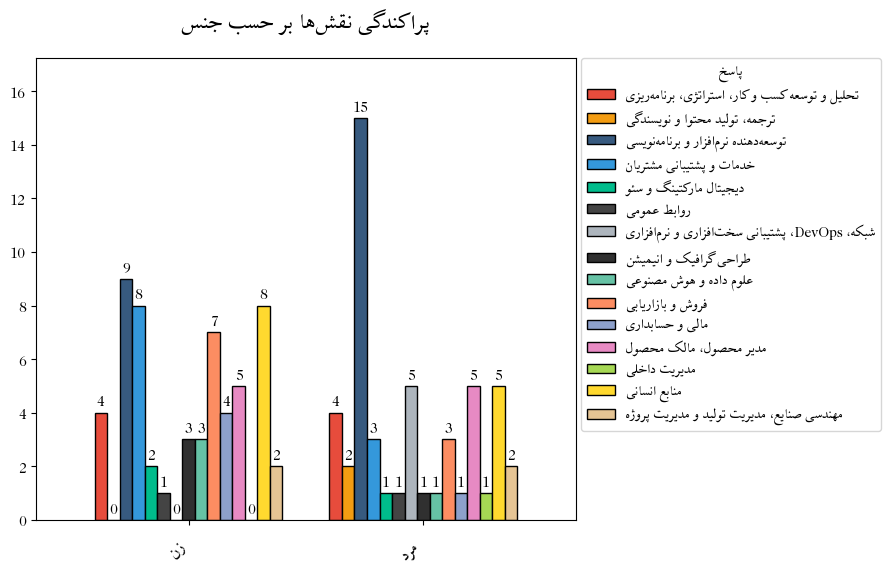 پراکندگی نقش‌ها بر حسب جنس
16
14
12
10
8
6
4
2
0
4
0
9
8
2
1
0
3
3
7
4
5
0
8
2
4
2
15
3
1
1
5
1
1
3
1
5
1
5
2
زن
مرد
پاسخ
تحلیل و توسعه کسب و کار، استراتژی، برنامه‌ریزی
ترجمه، تولید محتوا و نویسندگی
توسعه‌دهنده نرم‌افزار و برنامه‌نویسی
خدمات و پشتیبانی مشتریان
دیجیتال مارکتینگ و سئو
روابط عمومی
شبکه، DevOps، پشتیبانی سخت‌افزاری و نرم‌افزاری
طراحی گرافیک و انیمیشن
علوم داده و هوش مصنوعی
فروش و بازاریابی
مالی و حسابداری
مدیر محصول، مالک محصول
مدیریت داخلی
منابع انسانی
مهندسی صنایع، مدیریت تولید و مدیریت پروژه